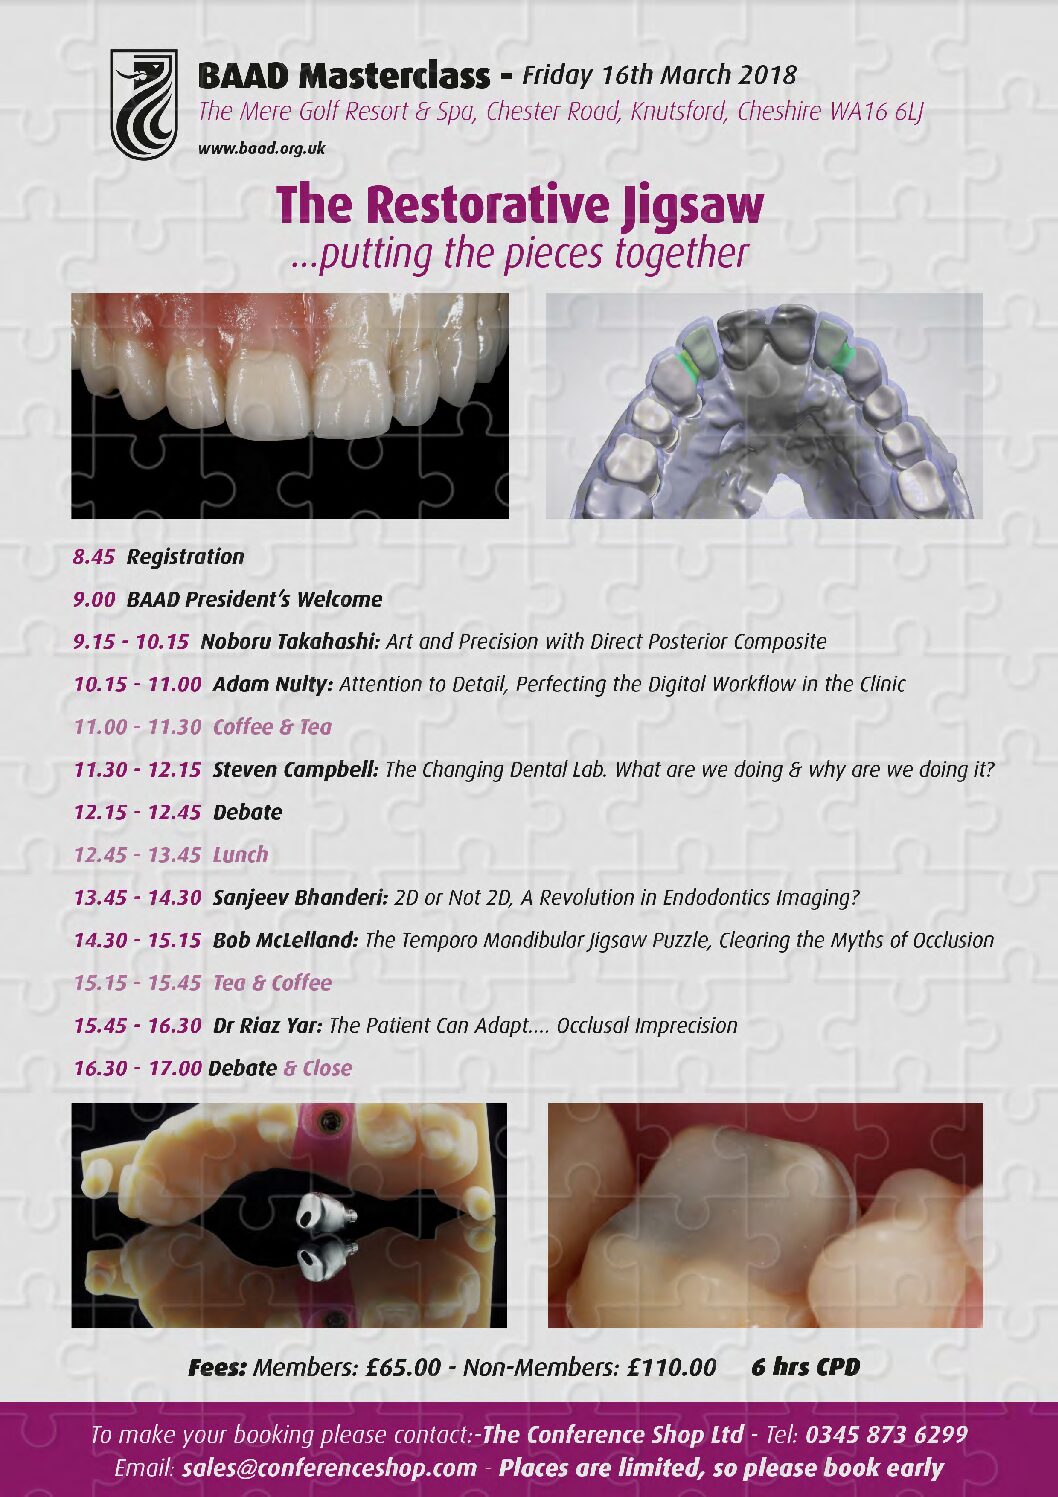 BAAD Masterclass - Friday 16th March 2018
The Mere Golf Resort & Spa, Chester Road, Knutsford, Cheshire WA16 6LJ
www.baad.org.uk
The Restorative Jigsaw
...putting the pieces together
8.45 Registration
9.00 BAAD President's Welcome
9.15 - 10.15 Noboru Takahashi: Art and Precision with Direct Posterior Composite
10.15 - 11.00 Adam Nulty: Attention to Detail, Perfecting the Digital Workflow in the Clinic
11.00 - 11.30 Coffee & Tea
11.30 - 12.15 Steven Campbell: The Changing Dental Lab. What are we doing & why are we doing it?
12.15 - 12.45 Debate
12.45 - 13.45 Lunch
13.45 - 14.30 Sanjeev Bhanderi: 2D or Not 2D, A Revolution in Endodontics Imaging?
14.30 - 15.15 Bob McLelland: The Temporo Mandibular Jigsaw Puzzle, Clearing the Myths of Occlusion
15.15 - 15.45 Tea & Coffee
15.45 - 16.30 Dr Riaz Yar: The Patient Can Adapt.... Occlusal Imprecision
16.30 - 17.00 Debate & Close
Fees: Members: £65.00 - Non-Members: £110.00 6 hrs CPD
To make your booking please contact:-The Conference Shop Ltd - Tel: 0345 873 6299
Email: sales@conferenceshop.com - Places are limited, so please book early